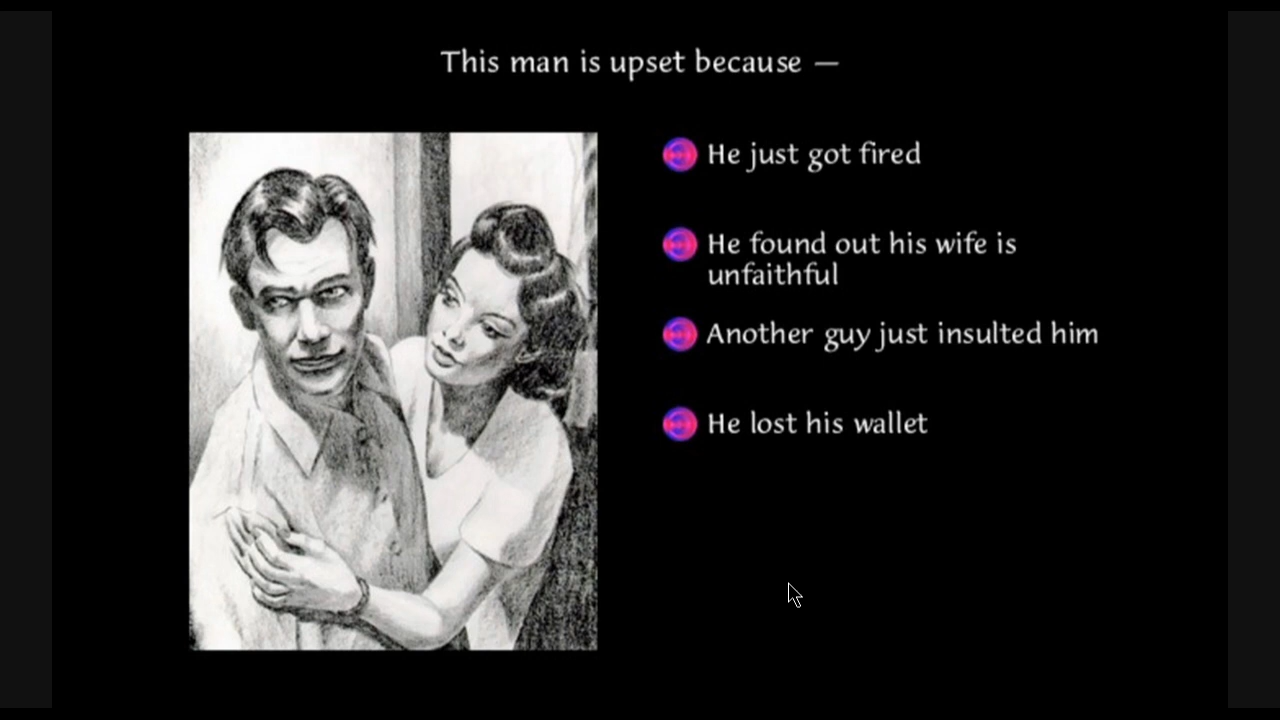 This man is upset because —
He just got fired
He found out his wife is
unfaithful
Another guy just insulted him
He lost his wallet